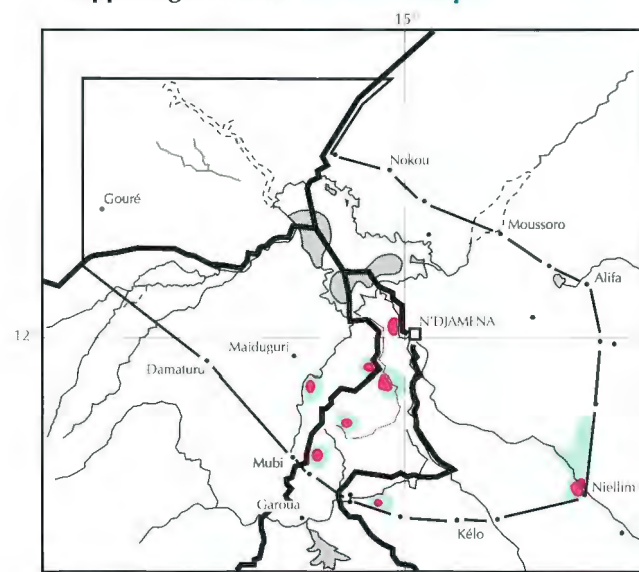 15°
Nokou
Gouré
Moussoro
Alifa
12
N'DJAMENA
Maiduguri
Damaturu
Mubi
Niellim
Garoua
Kélo